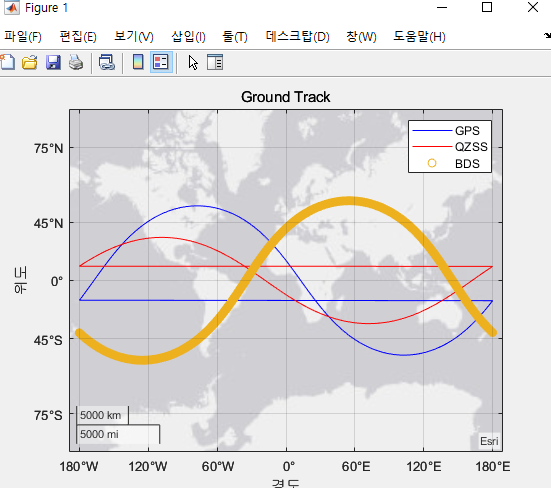 Figure 1
파일(F) 편집(E) 보기(V) 삽입(I) 툴(T) 데스크탑(D) 창(W) 도움말(H)
Ground Track
GPS
QZSS
BDS
75°N
45°N
0°
45°S
75°S
위도
5000 km
5000 mi
Esri
180°W 120°W 60°W 0° 60°E 120°E 180°E
경도